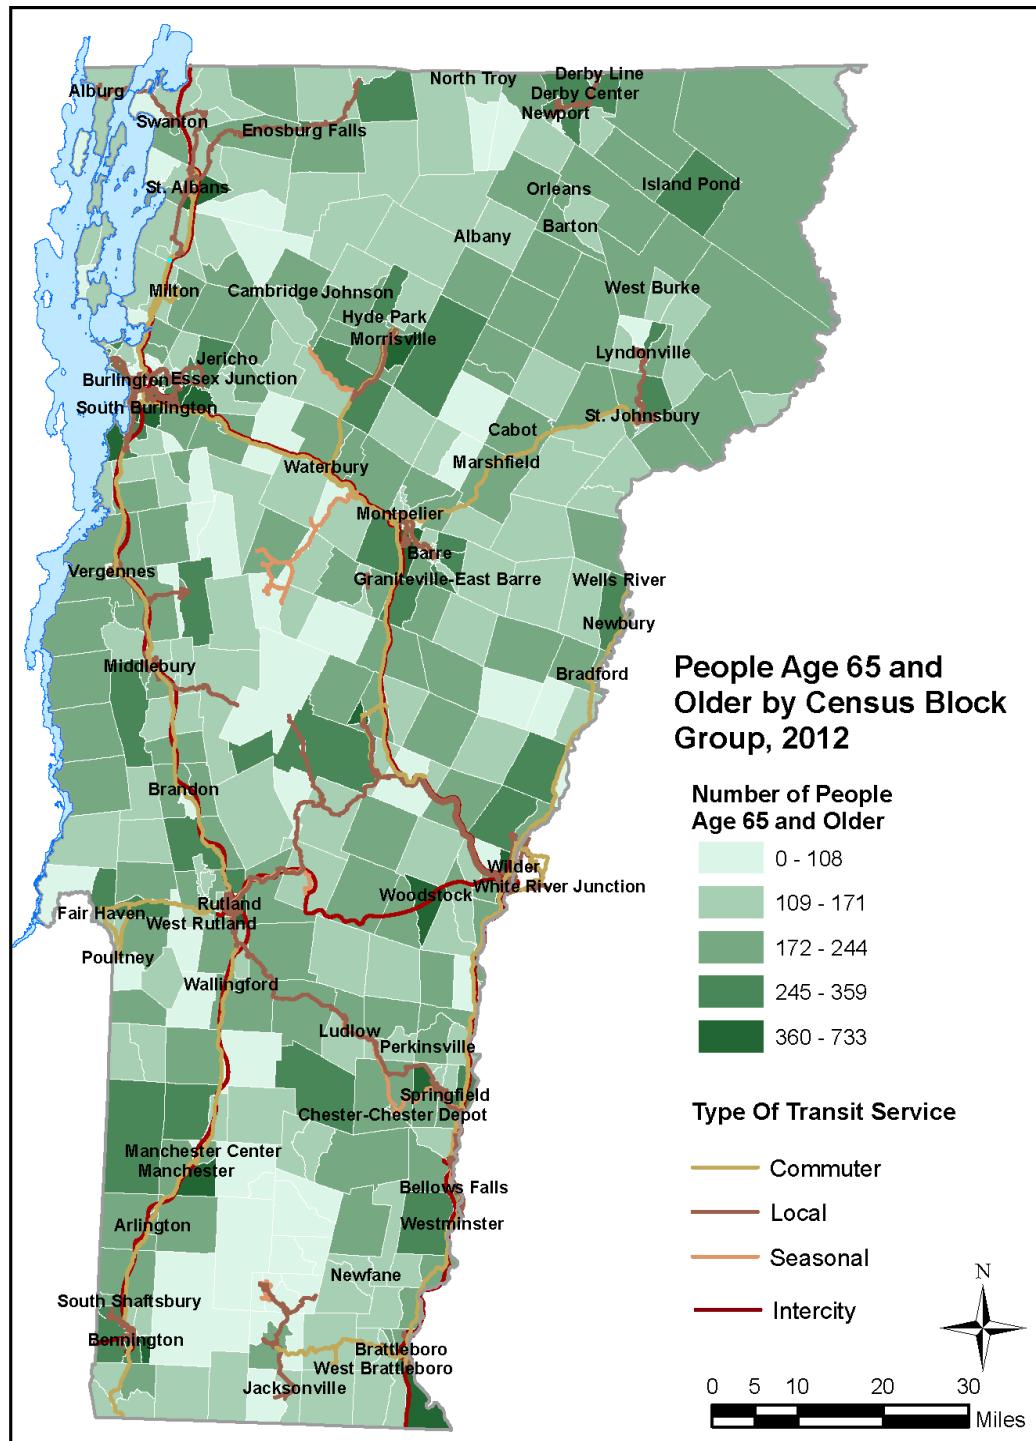 North Troy
Derby Line
Derby Center
Newport
Alburg
Swanton
Enosburg Falls
St. Albans
Orleans
Island Pond
Barton
Albany
Milton
Cambridge
Johnson
West Burke
Hyde Park
Morrisville
Lyndonville
Jericho
Burlington
Essex Junction
South Burlington
St. Johnsbury
Cabot
Marshfield
Waterbury
Montpelier
Barre
Vergennes
Graniteville-East Barre
Wells River
Newbury
Middlebury
Bradford
People Age 65 and
Older by Census Block
Group, 2012
Brandon
Number of People
Age 65 and Older
0 - 108
109 - 171
172 - 244
245 - 359
360 - 733
Wilder
White River Junction
Woodstock
Rutland
Fair Haven
West Rutland
Poultney
Wallingford
Ludlow
Perkinsville
Springfield
Chester-Chester Depot
Type Of Transit Service
Commuter
Local
Seasonal
Intercity
Manchester Center
Manchester
Bellows Falls
Westminster
Arlington
Newfane
South Shaftsbury
Bennington
Brattleboro
West Brattleboro
Jacksonville
N
0 5 10 20 30
Miles